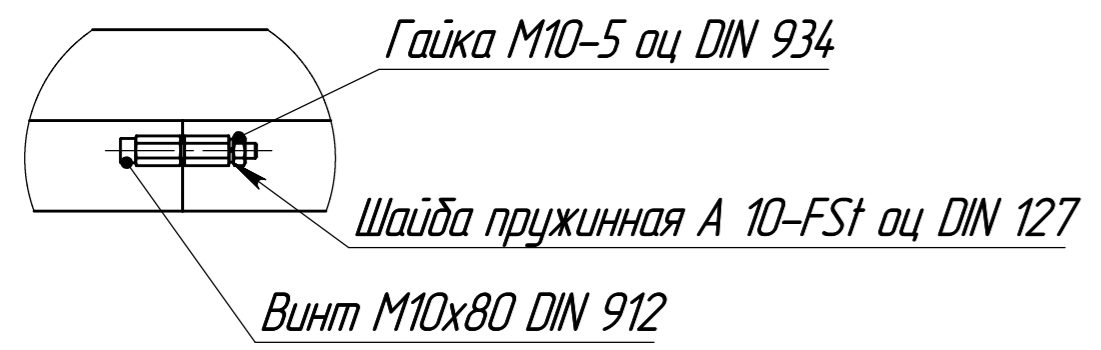 Гайка М10-5 оц DIN 934
Шайба пружинная А 10-FSt оц DIN 127
Винт М10х80 DIN 912